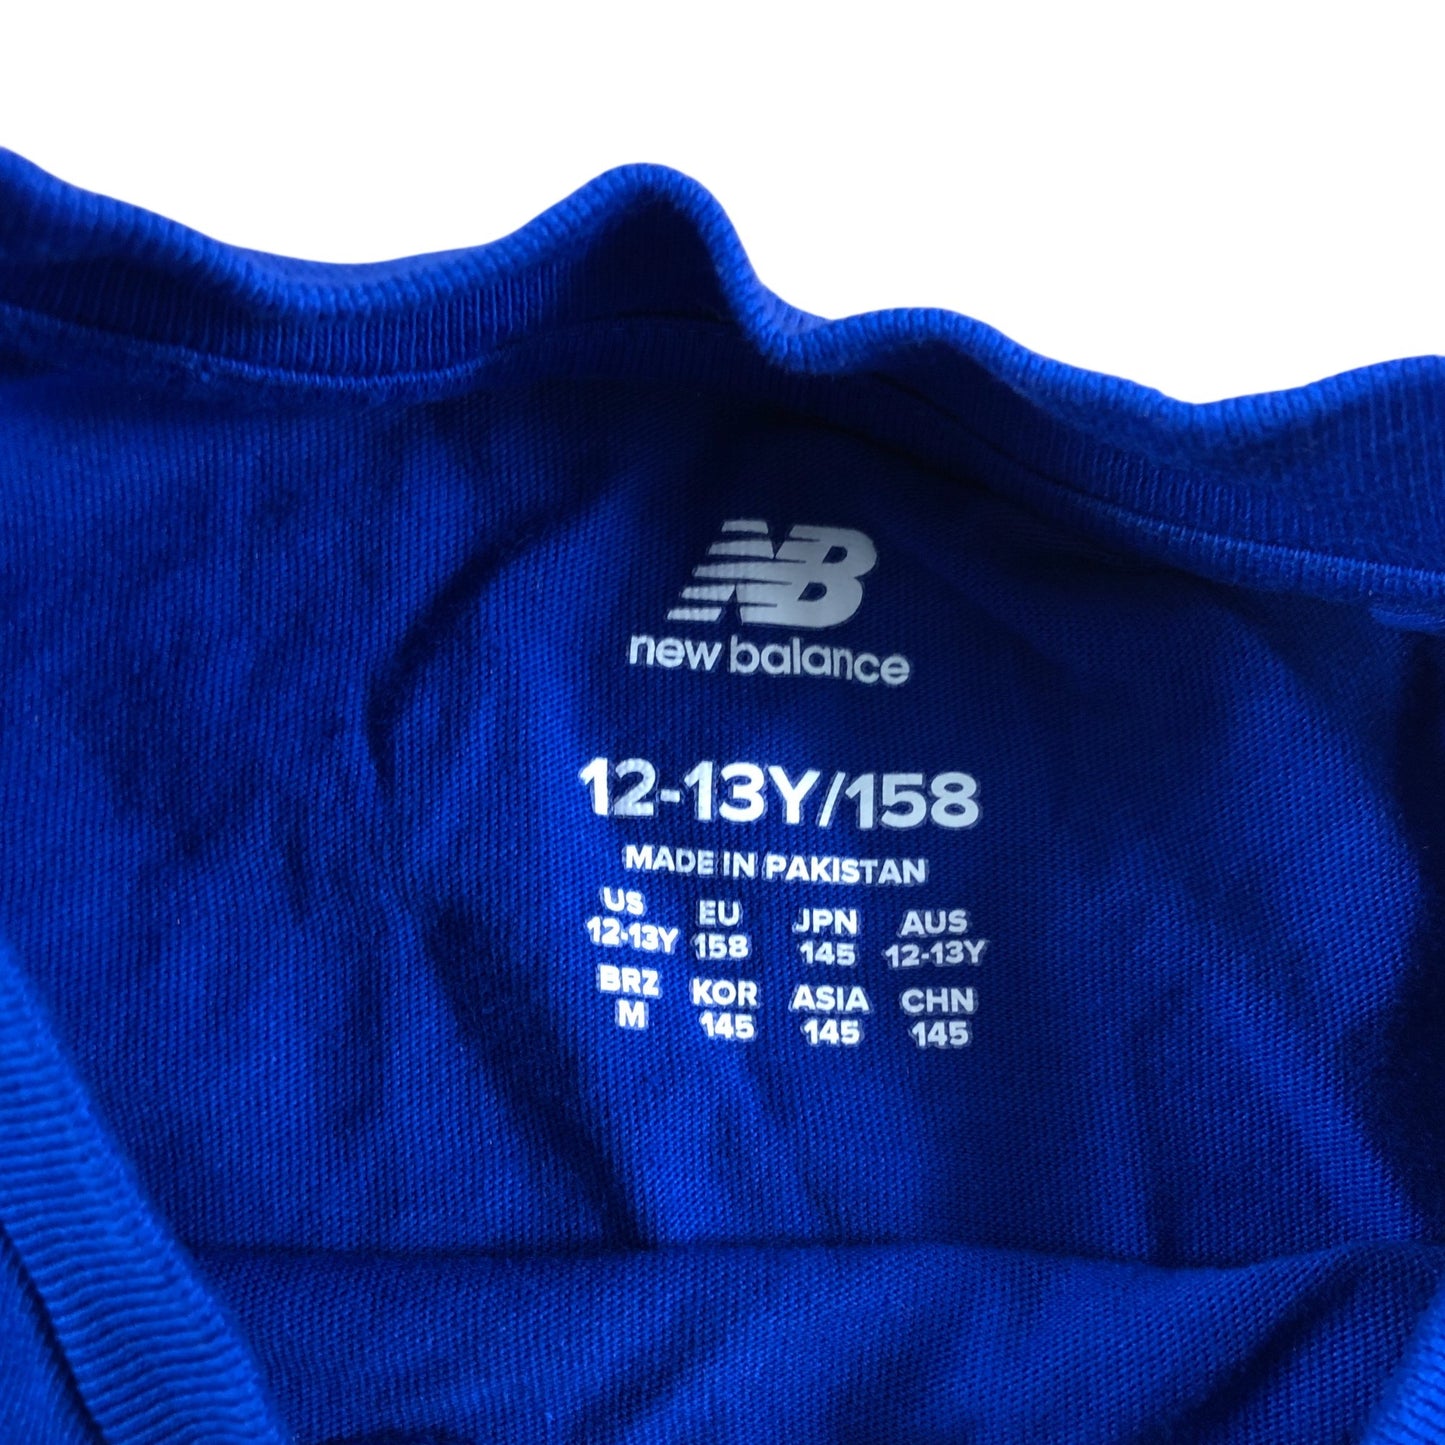 NB
new balance
12-13Y/158
MADE IN PAKISTAN
US EU JPN AUS
12-13Y 158 145 12-13Y
BRZ KOR ASIA CHN
M 145 145 145